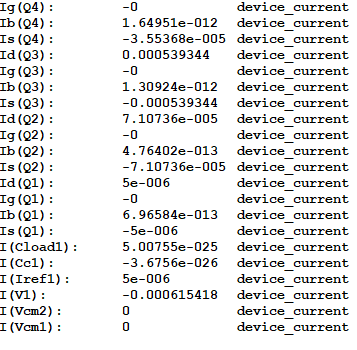 Ig(Q4): -0 device_current
Ib(Q4): 1.64951e-012 device_current
Is(Q4): -3.55368e-005 device_current
Id(Q3): 0.000539344 device_current
Ig(Q3): -0 device_current
Ib(Q3): 1.30924e-012 device_current
Is(Q3): -0.000539344 device_current
Id(Q2): 7.10736e-005 device_current
Ig(Q2): -0 device_current
Ib(Q2): 4.76402e-013 device_current
Is(Q2): -7.10736e-005 device_current
Id(Q1): 5e-006 device_current
Ig(Q1): -0 device_current
Ib(Q1): 6.96584e-013 device_current
Is(Q1): -5e-006 device_current
I(Cload1): 5.00755e-025 device_current
I(Cc1): -3.6756e-026 device_current
I(Iref1): 5e-006 device_current
I(V1): -0.000615418 device_current
I(Vcm2): 0 device_current
I(Vcm1): 0 device_current